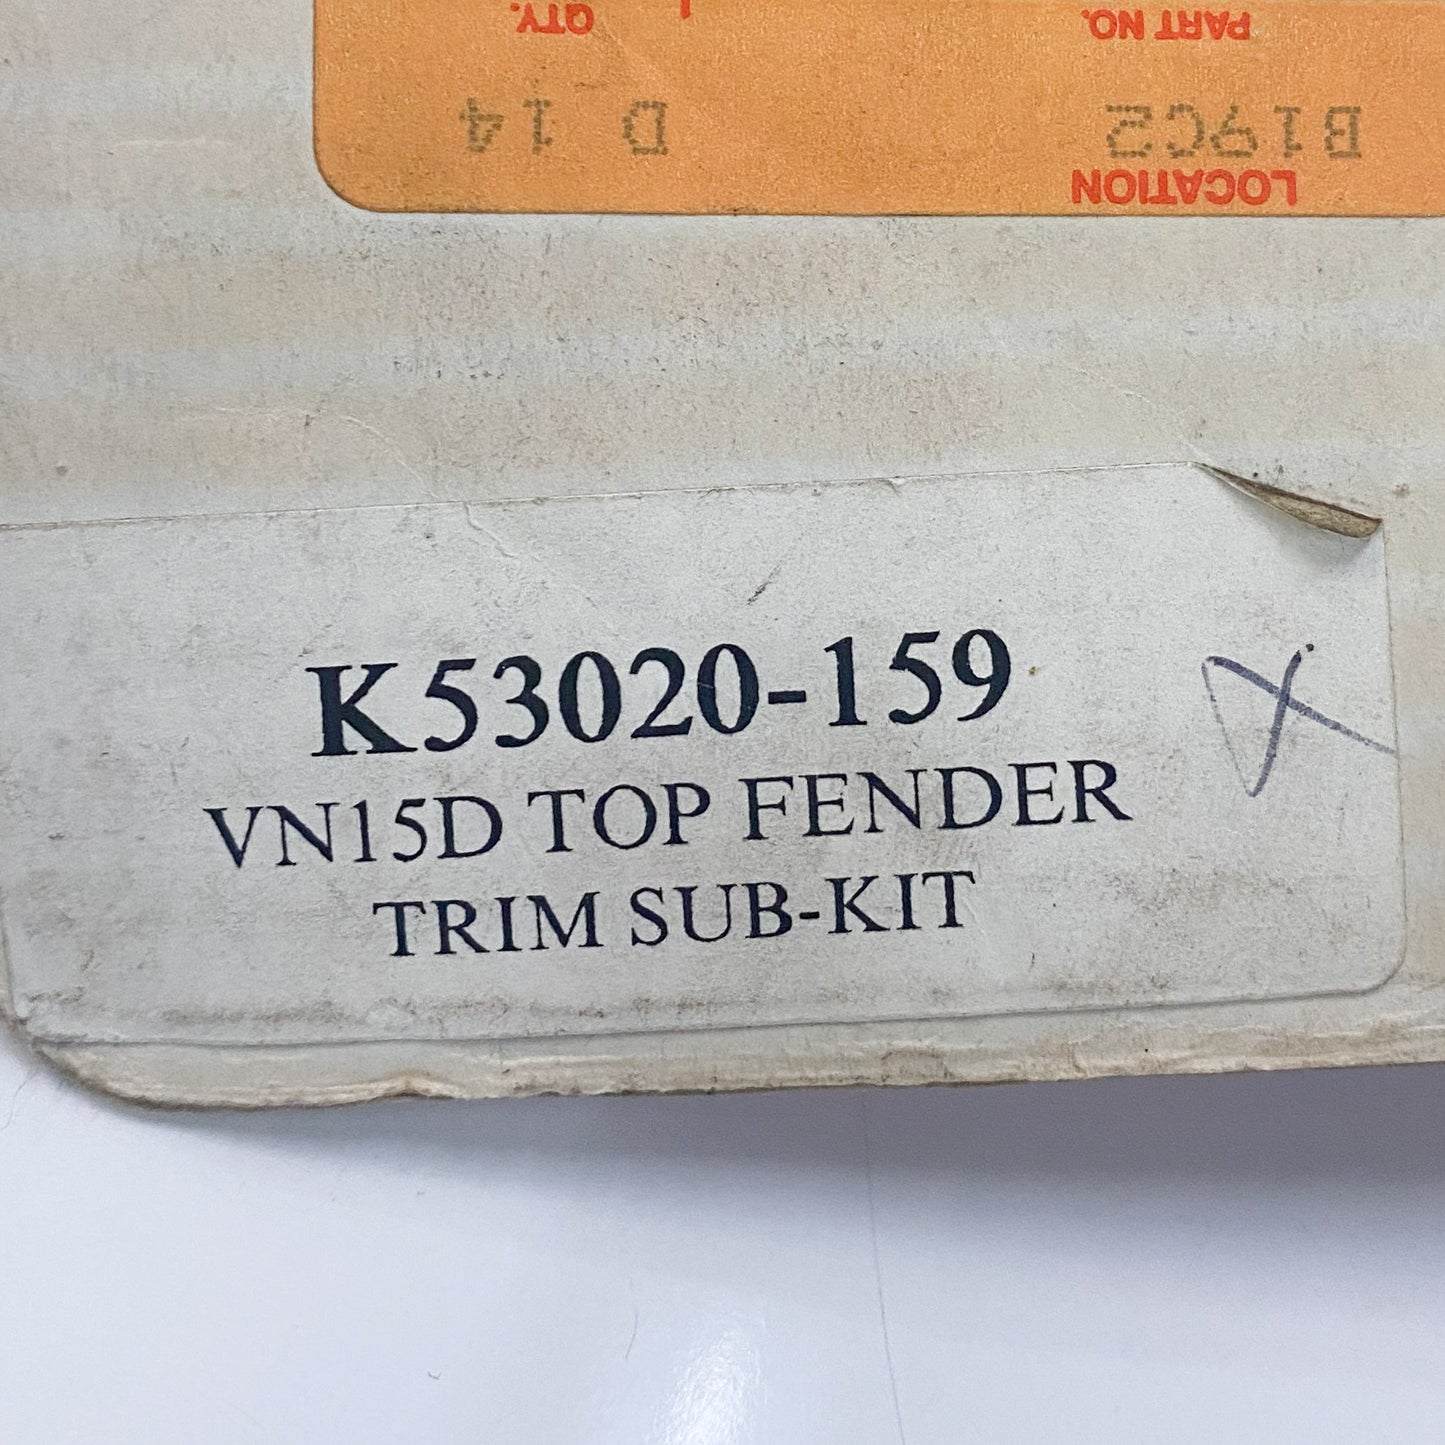 LOCATION
B19C2 D 14
PART NO. QTY.
K53020-159
VN15D TOP FENDER
TRIM SUB-KIT